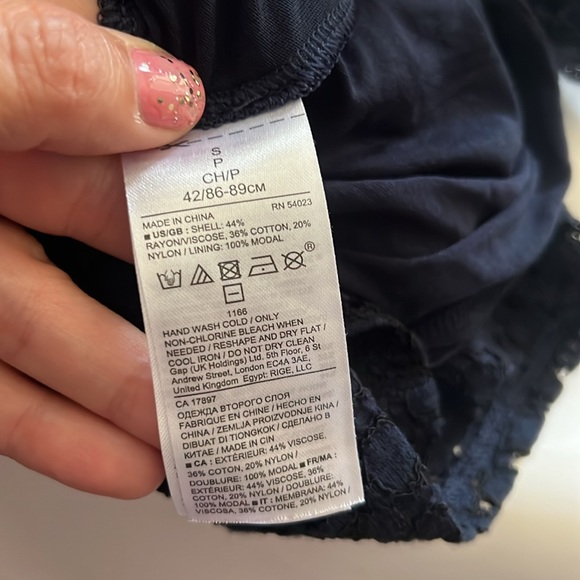 S
P
CH/P
42/86-89CM
MADE IN CHINA RN 54023
■ US/GB : SHELL: 44%
RAYON/VISCOSE, 36% COTTON, 20%
NYLON / LINING: 100% MODAL
®
1166
HAND WASH COLD / ONLY
NON-CHLORINE BLEACH WHEN
NEEDED / RESHAPE AND DRY FLAT /
COOL IRON / DO NOT DRY CLEAN
Gap (UK Holdings) Ltd. 5th Floor, 6 St
Andrew Street, London EC4A 3AE,
United Kingdom Egypt: RIGE, LLC
CA 17897
ОДЕЖДА ВТОРОГО СЛОЯ
FABRIQUE EN CHINE / HECHO EN
CHINA / ZEMLJA PROIZVODNJE KINA /
DIBUAT DI TIONGKOK / СДЕЛАНО В
КИТАЕ / MADE IN CIN
■ CA : EXTÉRIEUR: 44% VISCOSE,
36% COTON, 20% NYLON /
DOUBLURE: 100% MODAL ■ FR/MA :
EXTÉRIEUR: 44% VISCOSE, 36%
COTON, 20% NYLON / DOUBLURE:
100% MODAL ■ IT : MEMBRANA: 44%
VISCOSA, 36% COTONE, 20% NYLON /